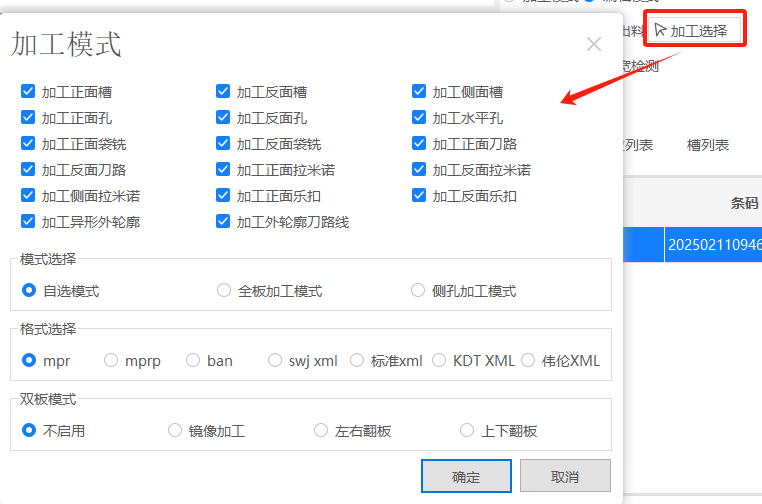 加工模式
加工正面槽 加工反面槽 加工侧面槽
加工正面孔 加工反面孔 加工水平孔
加工正面袋铣 加工反面袋铣 加工正面刀路
加工反面刀路 加工正面拉米诺 加工反面拉米诺
加工侧面拉米诺 加工正面乐扣 加工反面乐扣
加工异形外轮廓 加工外轮廓刀路线
模式选择
自选模式 全板加工模式 侧孔加工模式
格式选择
mpr mprp ban swj xml 标准xml KDT XML 伟伦XML
双板模式
不启用 镜像加工 左右翻板 上下翻板
确定 取消
出料 加工选择
宽检测
列表 槽列表
条码
202502110946